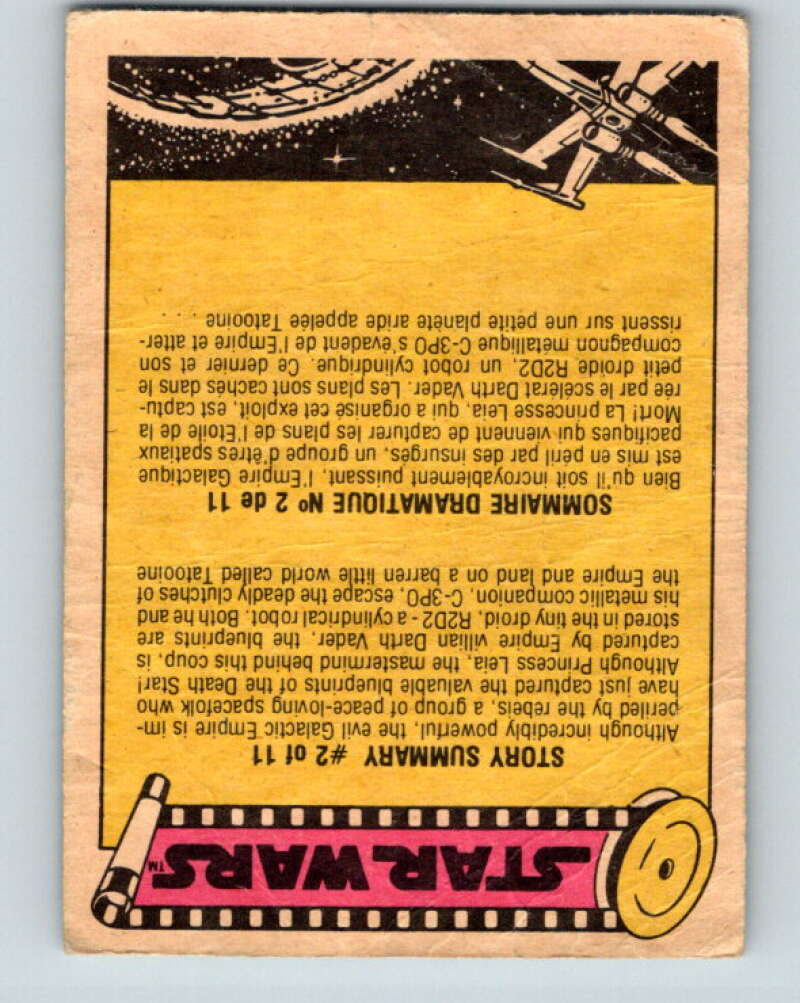 STAR WARS™
STORY SUMMARY #2 of 11
Although incredibly powerful, the evil Galactic Empire is im-
periled by the rebels, a group of peace-loving spacefolk who
have just captured the valuable blueprints of the Death Star!
Although Princess Leia, the mastermind behind this coup, is
captured by Empire villian Darth Vader, the blueprints are
stored in the tiny droid, R2D2 - a cylindrical robot. Both he and
his metallic companion, C-3PO, escape the deadly clutches of
the Empire and land on a barren little world called Tatooine
SOMMAIRE DRAMATIQUE Nº 2 de 11
Bien qu'il soit incroyablement puissant, l'Empire Galactique
est mis en péril par des insurgés, un groupe d'êtres spatiaux
pacifiques qui viennent de capturer les plans de l'Etoile de la
Mort! La princesse Leia, qui a organisé cet exploit, est captu-
rée par le scélérat Darth Vader. Les plans sont cachés dans le
petit droide R2D2, un robot cylindrique. Ce dernier et son
compagnon métallique C-3PO s'évadent de l'Empire et atter-
rissent sur une petite planète aride appelée Tatooine . . .